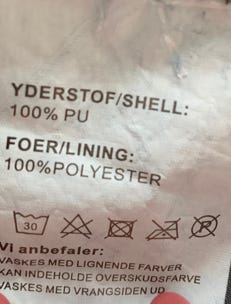 YDERSTOF/SHELL:
100% PU
FOER/LINING:
100%POLYESTER
30
Vi anbefaler:
VASKES MED LIGNENDE FARVER
KAN INDEHOLDE OVERSKUDSFARVE
VASKES MED VRANGSIDEN UD